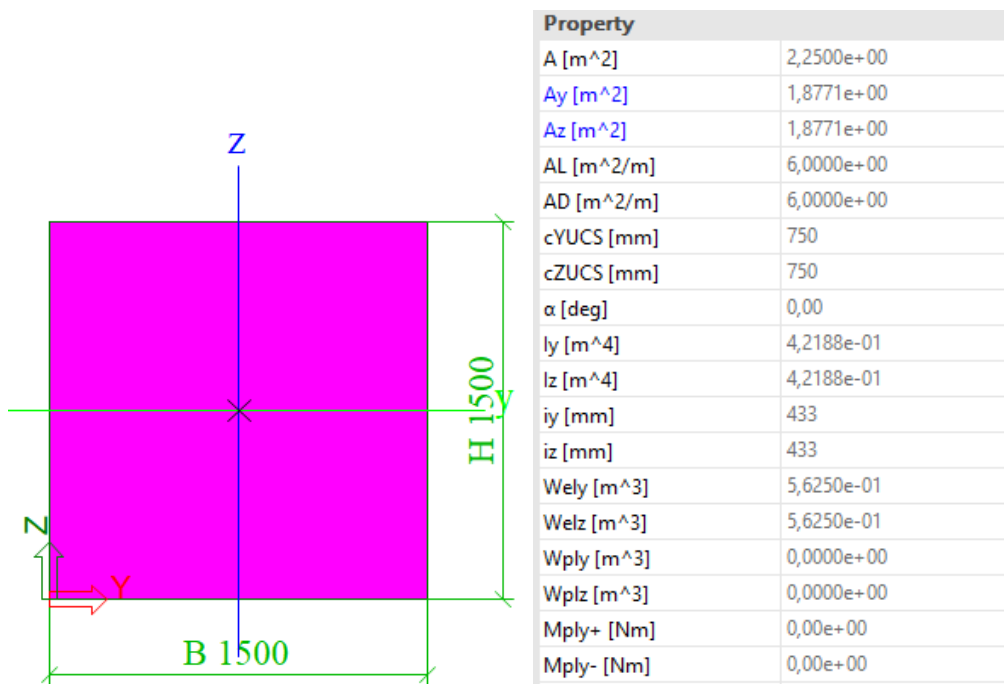 Z
y
H 1500
Z
Y
B 1500
Property
A [m^2] 2,2500e+00
Ay [m^2] 1,8771e+00
Az [m^2] 1,8771e+00
AL [m^2/m] 6,0000e+00
AD [m^2/m] 6,0000e+00
cYUCS [mm] 750
cZUCS [mm] 750
α [deg] 0,00
Iy [m^4] 4,2188e-01
Iz [m^4] 4,2188e-01
iy [mm] 433
iz [mm] 433
Wely [m^3] 5,6250e-01
Welz [m^3] 5,6250e-01
Wply [m^3] 0,0000e+00
Wplz [m^3] 0,0000e+00
Mply+ [Nm] 0,00e+00
Mply- [Nm] 0,00e+00